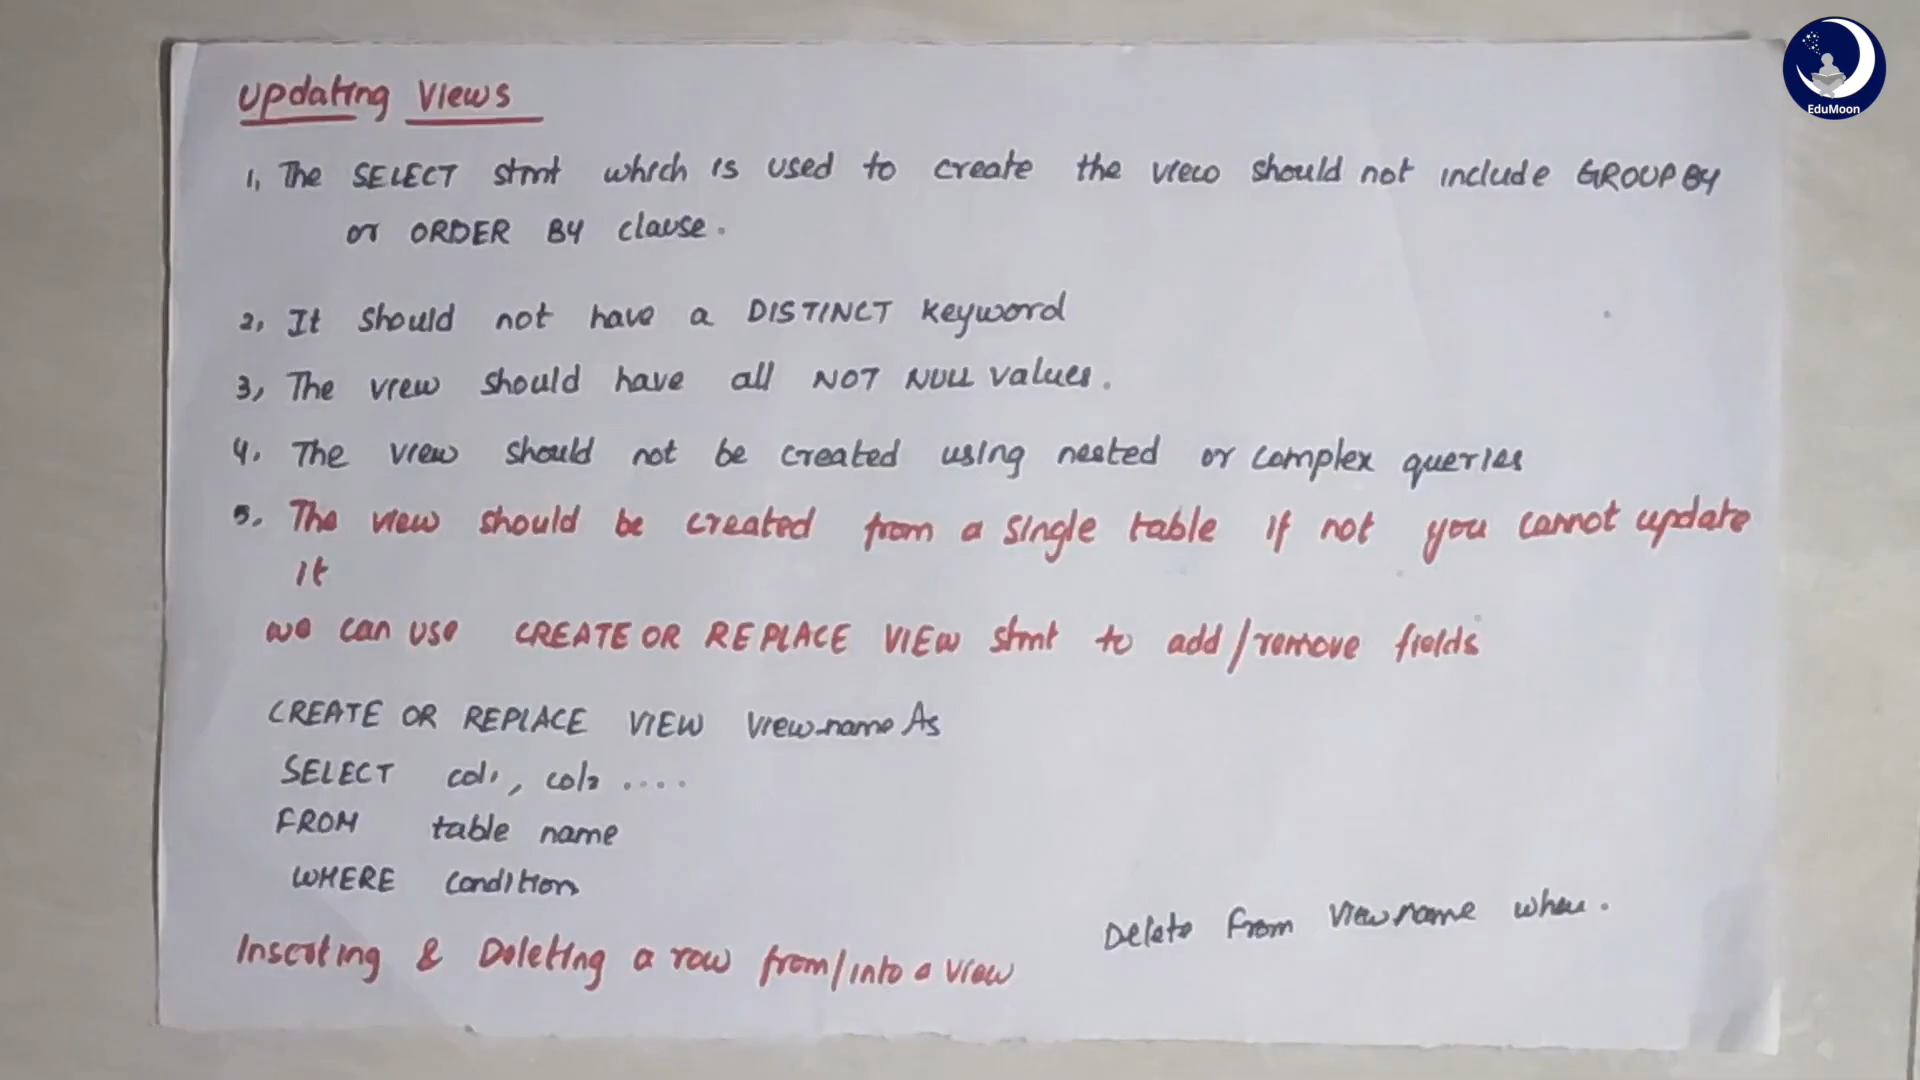 Updating Views
1, The SELECT stmt which is used to create the view should not include GROUP BY
or ORDER BY clause.
2, It should not have a DISTINCT keyword
3, The view should have all NOT NULL values.
4. The view should not be created using nested or complex queries
5. The view should be created from a single table if not you cannot update
it
we can use CREATE OR REPLACE VIEW stmt to add/remove fields
CREATE OR REPLACE VIEW view-name As
SELECT col1, col2 ....
FROM table name
WHERE condition
Delete from viewname where.
Inserting & Deleting a row from/into a view
EduMoon